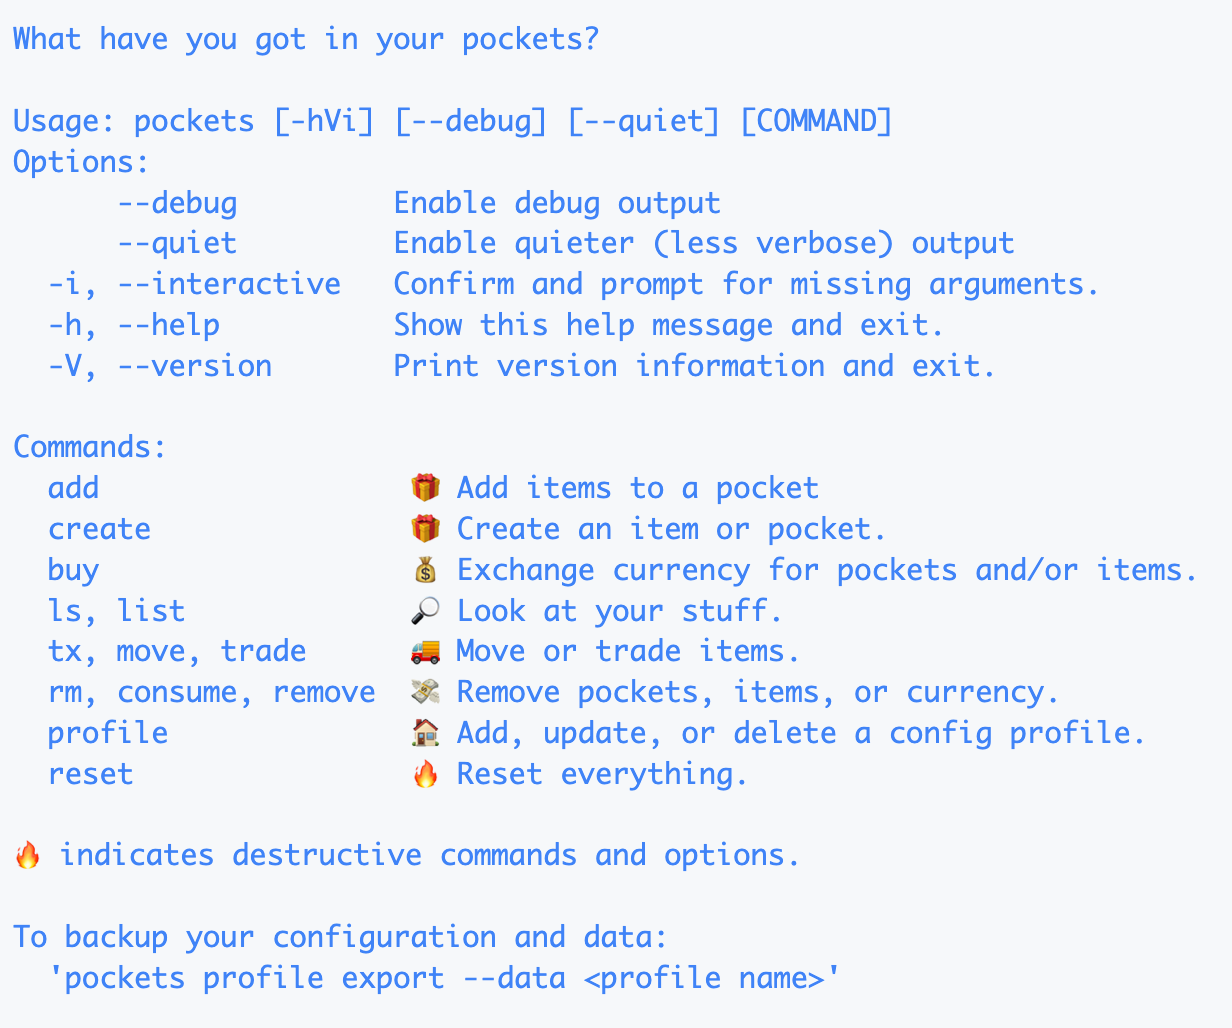 What have you got in your pockets?

Usage: pockets [-hVi] [--debug] [--quiet] [COMMAND]
Options:
      --debug         Enable debug output
      --quiet         Enable quieter (less verbose) output
  -i, --interactive   Confirm and prompt for missing arguments.
  -h, --help          Show this help message and exit.
  -V, --version       Print version information and exit.

Commands:
  add                  🎁 Add items to a pocket
  create               🎁 Create an item or pocket.
  buy                  💰 Exchange currency for pockets and/or items.
  ls, list             🔎 Look at your stuff.
  tx, move, trade      🚚 Move or trade items.
  rm, consume, remove  💸 Remove pockets, items, or currency.
  profile              🏠 Add, update, or delete a config profile.
  reset                🔥 Reset everything.

🔥 indicates destructive commands and options.

To backup your configuration and data:
  'pockets profile export --data <profile name>'